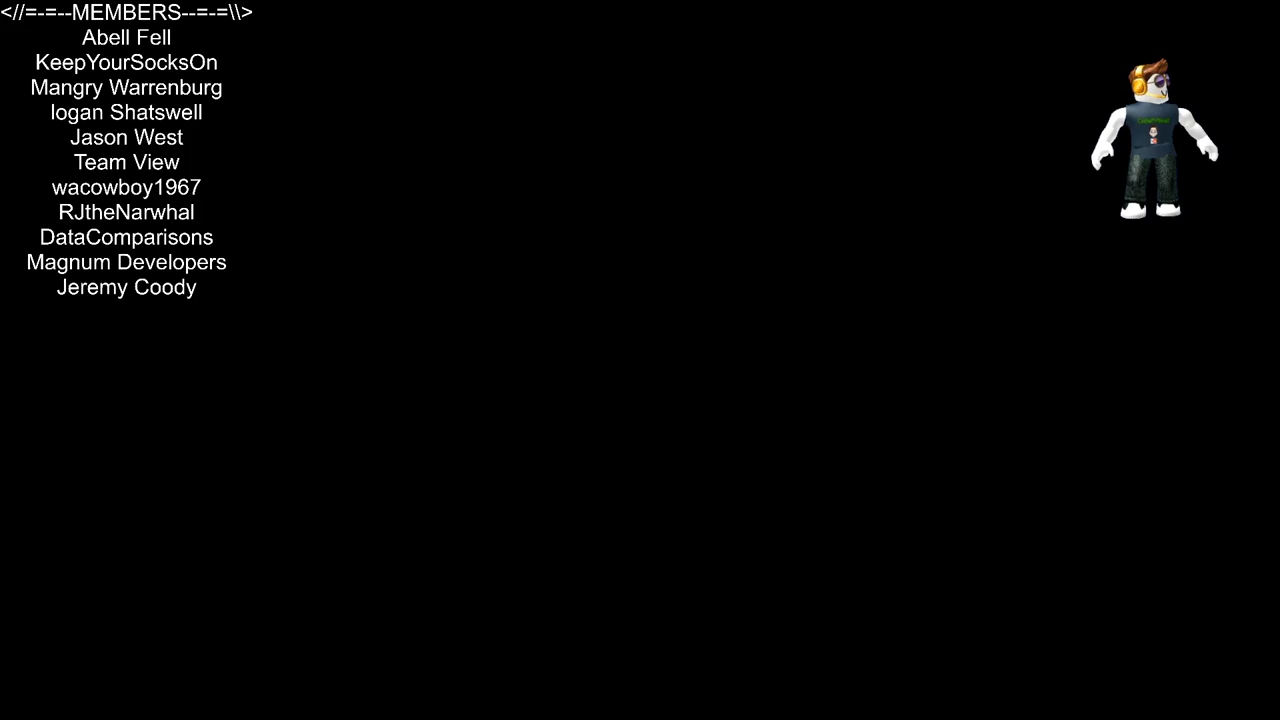 <//=-=--MEMBERS--=-=\\>
Abell Fell
KeepYourSocksOn
Mangry Warrenburg
logan Shatswell
Jason West
Team View
wacowboy1967
RJtheNarwhal
DataComparisons
Magnum Developers
Jeremy Coody